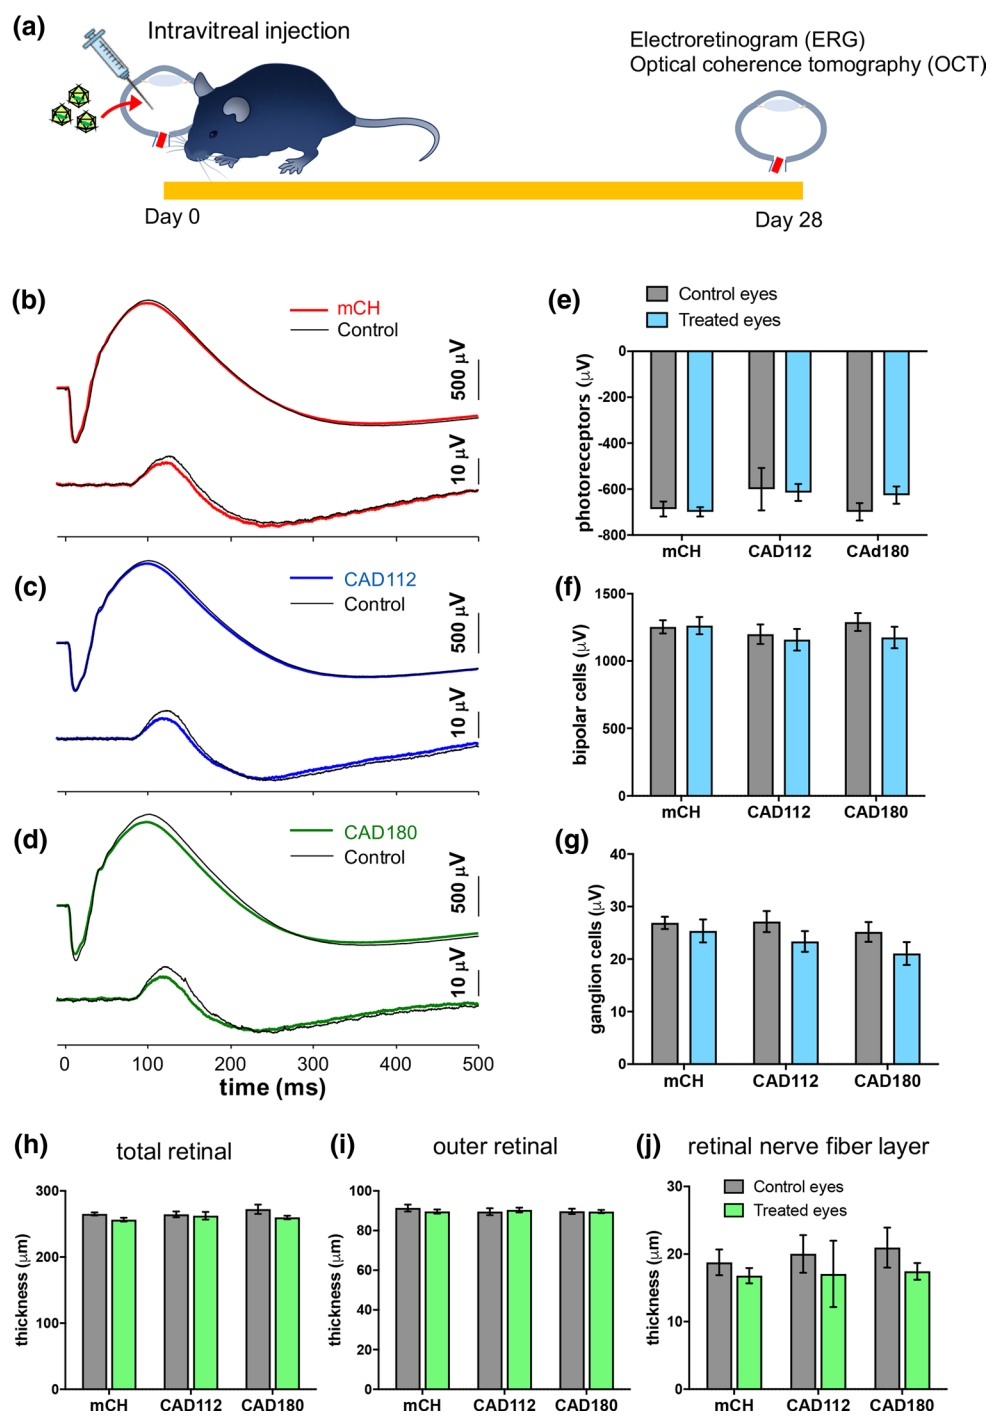 (a)
Intravitreal injection
Electroretinogram (ERG)
Optical coherence tomography (OCT)
Day 0
Day 28
(b)
mCH
Control
500 μV
10 μV
(c)
CAD112
Control
500 μV
10 μV
(d)
CAD180
Control
500 μV
10 μV
0 100 200 300 400 500
time (ms)
(e)
Control eyes
Treated eyes
photoreceptors (μV)
0
-200
-400
-600
-800
mCH CAD112 CAd180
(f)
bipolar cells (μV)
1500
1000
500
0
mCH CAD112 CAD180
(g)
ganglion cells (μV)
40
30
20
10
0
mCH CAD112 CAD180
(h)
total retinal
thickness (μm)
300
200
100
0
mCH CAD112 CAD180
(i)
outer retinal
thickness (μm)
100
80
60
40
20
0
mCH CAD112 CAD180
(j)
retinal nerve fiber layer
Control eyes
Treated eyes
thickness (μm)
30
20
10
0
mCH CAD112 CAD180